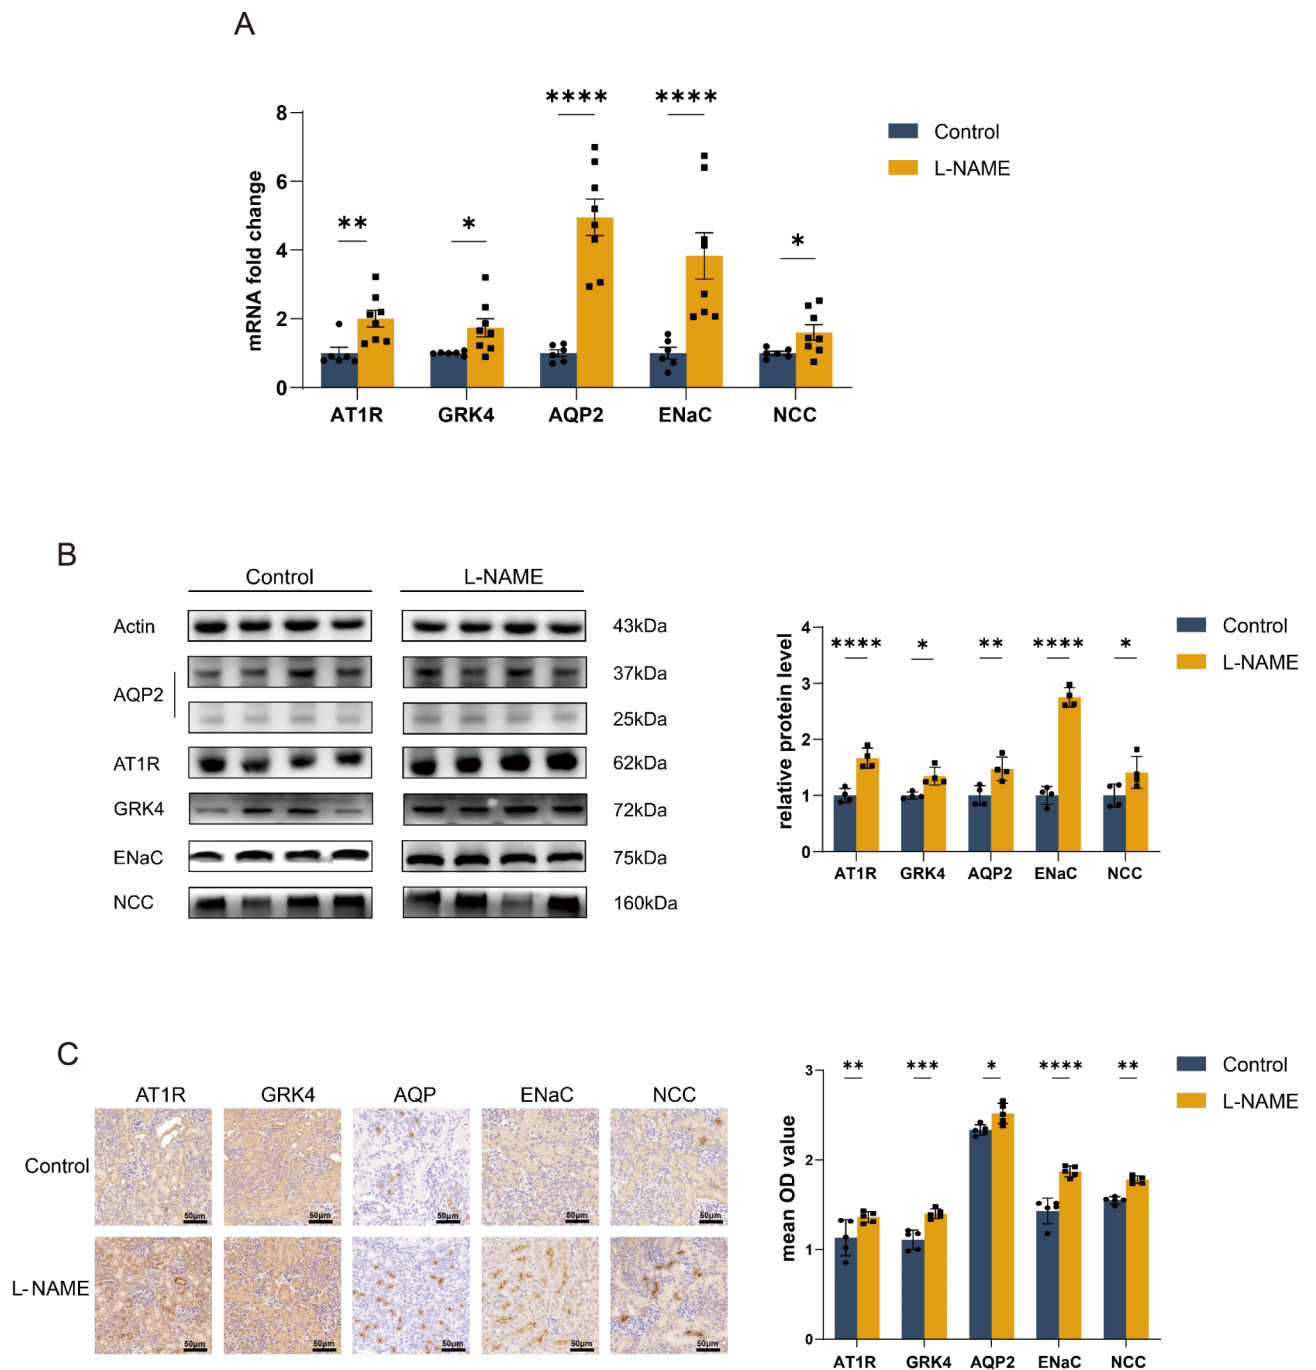 A
**** ****
8
Control
L-NAME
6
** *
4
*
2
0
mRNA fold change
AT1R GRK4 AQP2 ENaC NCC
B
Control L-NAME
Actin 43kDa
AQP2 37kDa
25kDa
AT1R 62kDa
GRK4 72kDa
ENaC 75kDa
NCC 160kDa
Control
L-NAME
4
**** * ** **** *
3
2
1
0
relative protein level
AT1R GRK4 AQP2 ENaC NCC
C
AT1R GRK4 AQP ENaC NCC
Control
50μm 50μm 50μm 50μm 50μm
L-NAME
50μm 50μm 50μm 50μm 50μm
Control
L-NAME
3
** *** * **** **
2
1
0
mean OD value
AT1R GRK4 AQP2 ENaC NCC